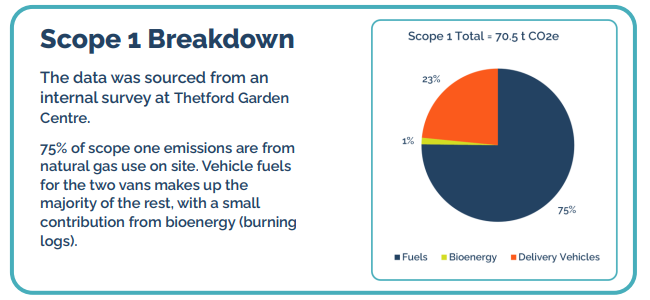 Scope 1 Breakdown
The data was sourced from an
internal survey at Thetford Garden
Centre.
75% of scope one emissions are from
natural gas use on site. Vehicle fuels
for the two vans makes up the
majority of the rest, with a small
contribution from bioenergy (burning
logs).
Scope 1 Total = 70.5 t CO2e
23%
1%
75%
Fuels Bioenergy Delivery Vehicles